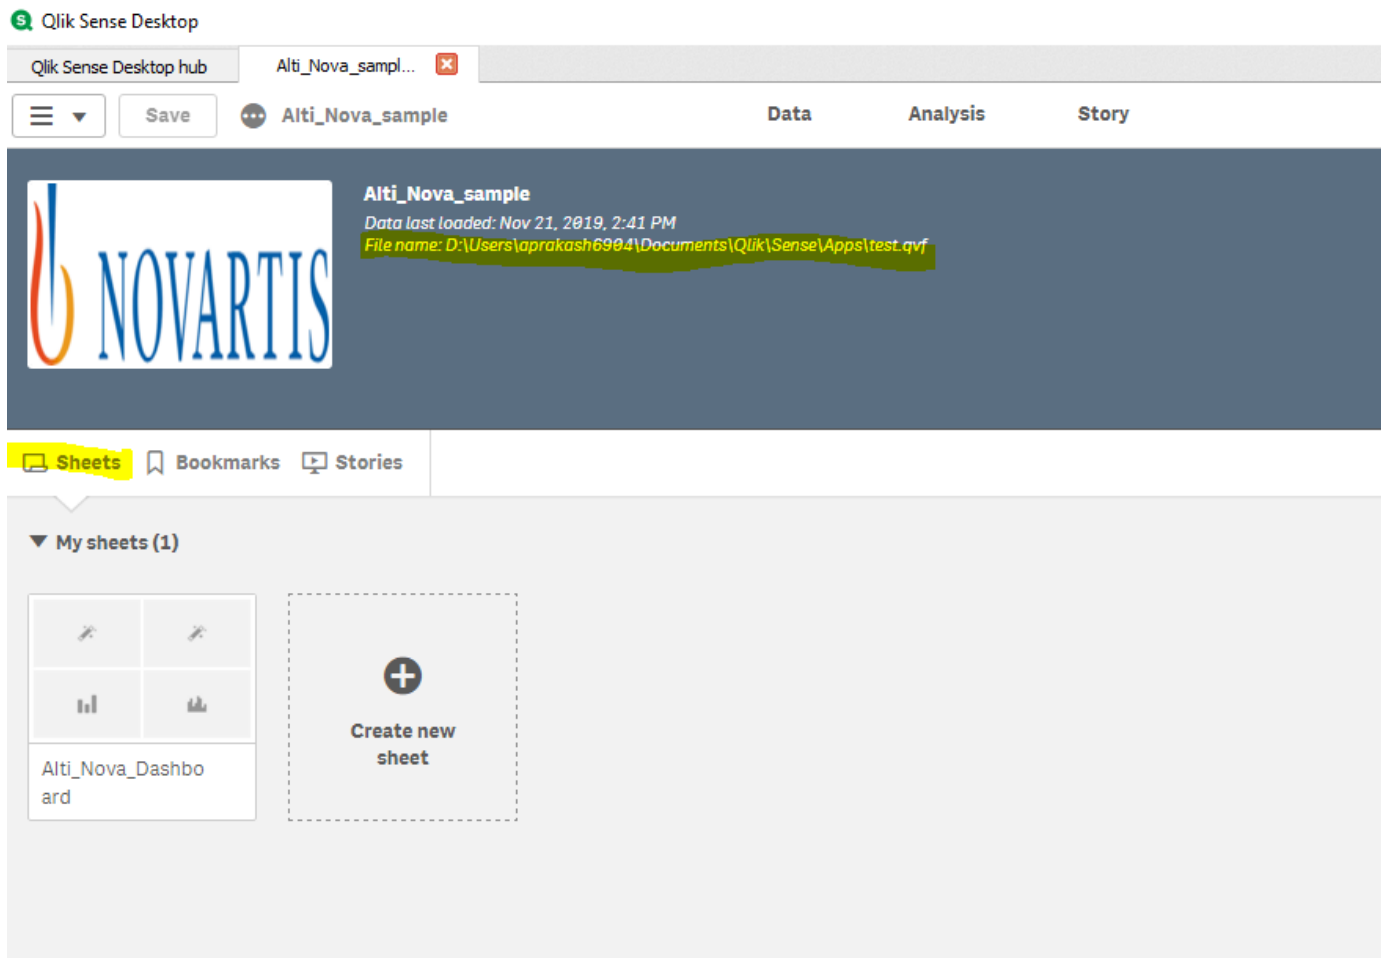 Qlik Sense Desktop
Qlik Sense Desktop hub
Alti_Nova_sampl...
Save
Alti_Nova_sample
Data
Analysis
Story
NOVARTIS
Alti_Nova_sample
Data last loaded: Nov 21, 2019, 2:41 PM
File name: D:\Users\aprakash6904\Documents\Qlik\Sense\Apps\test.qvf
Sheets
Bookmarks
Stories
My sheets (1)
Alti_Nova_Dashbo
ard
Create new
sheet